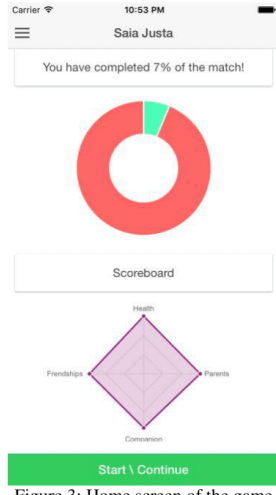 Carrier 10:53 PM
Saia Justa
You have completed 7% of the match!
Scoreboard
Health
Frendships
Parents
Companion
Start \ Continue
Figure 3: Home screen of the game